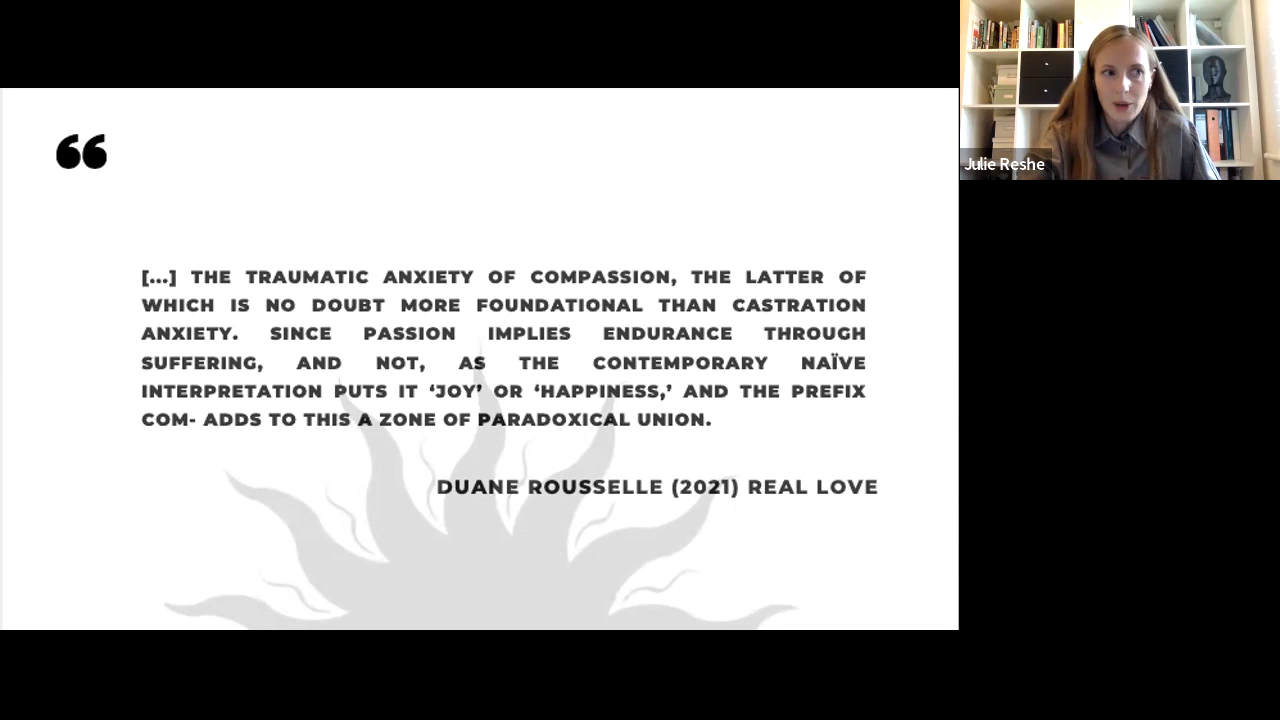 “
[...] THE TRAUMATIC ANXIETY OF COMPASSION, THE LATTER OF
WHICH IS NO DOUBT MORE FOUNDATIONAL THAN CASTRATION
ANXIETY. SINCE PASSION IMPLIES ENDURANCE THROUGH
SUFFERING, AND NOT, AS THE CONTEMPORARY NAÏVE
INTERPRETATION PUTS IT ‘JOY’ OR ‘HAPPINESS,’ AND THE PREFIX
COM- ADDS TO THIS A ZONE OF PARADOXICAL UNION.
DUANE ROUSSELLE (2021) REAL LOVE
Julie Reshe